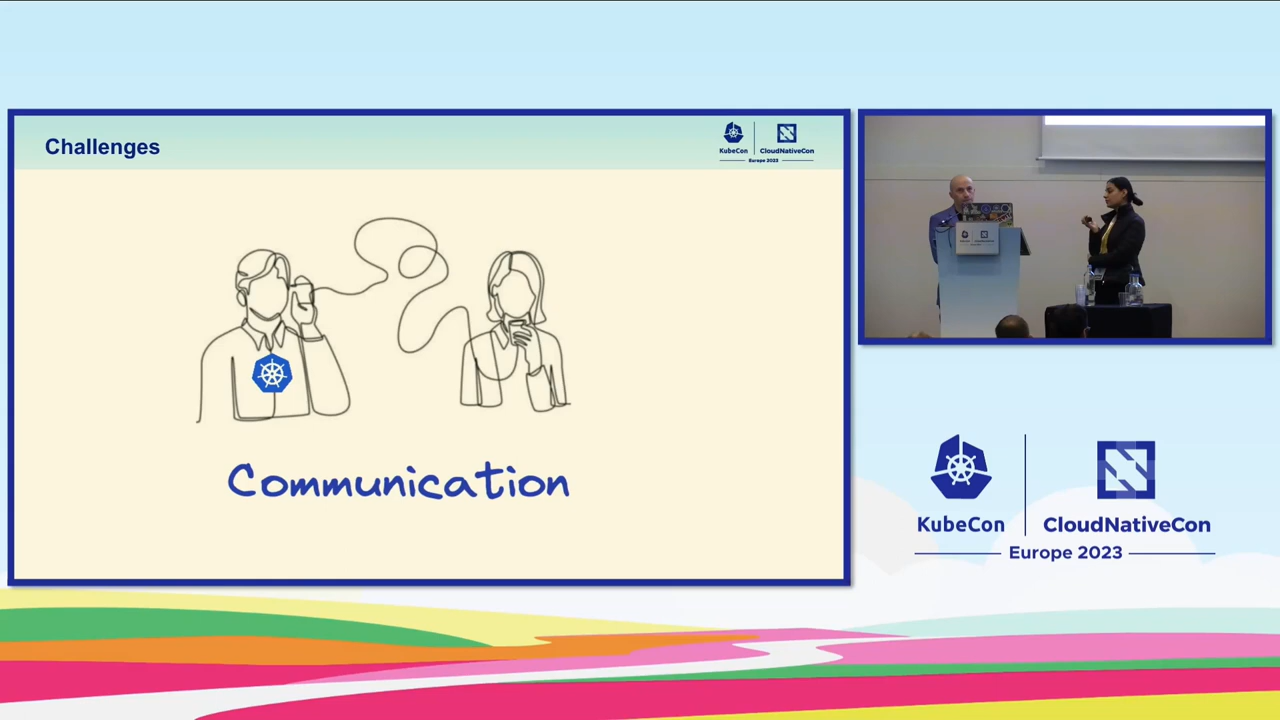 Challenges
KubeCon
CloudNativeCon
Europe 2023
Communication
KubeCon
CloudNativeCon
Europe 2023